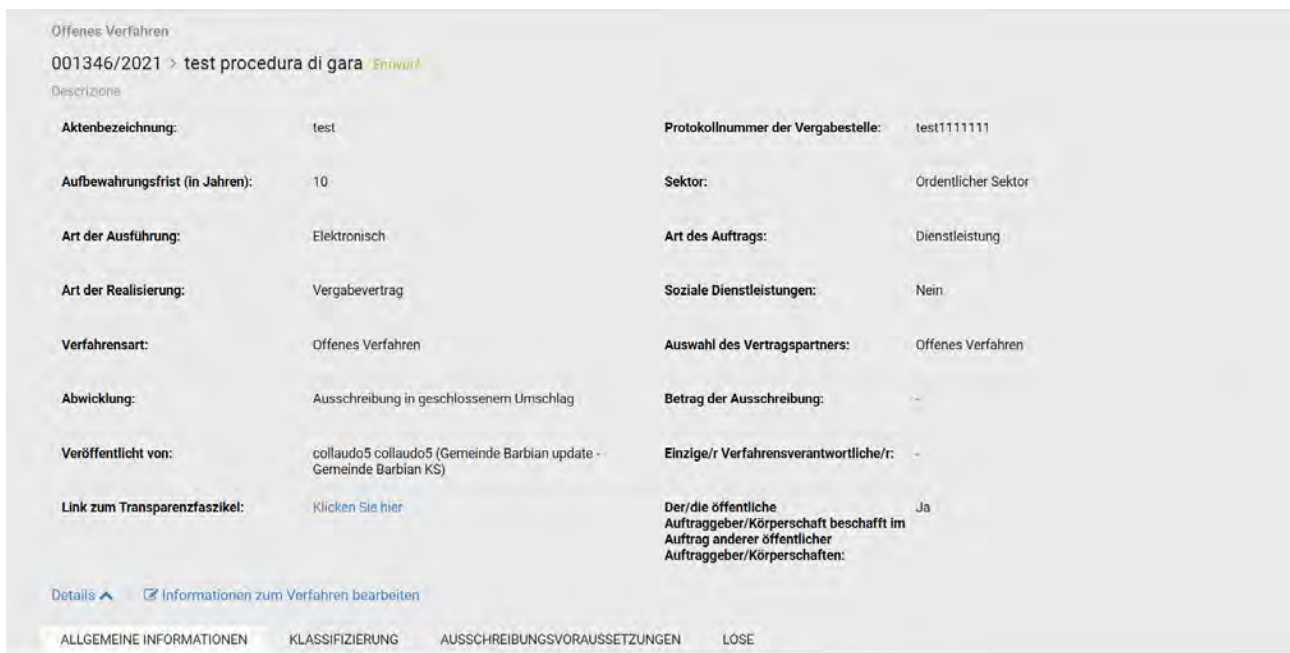 Offenes Verfahren
001346/2021 > test procedura di gara Entwurf
Descrizione
Aktenbezeichnung: test Protokollnummer der Vergabestelle: test1111111
Aufbewahrungsfrist (in Jahren): 10 Sektor: Ordentlicher Sektor
Art der Ausführung: Elektronisch Art des Auftrags: Dienstleistung
Art der Realisierung: Vergabevertrag Soziale Dienstleistungen: Nein
Verfahrensart: Offenes Verfahren Auswahl des Vertragspartners: Offenes Verfahren
Abwicklung: Ausschreibung in geschlossenem Umschlag Betrag der Ausschreibung: -
Veröffentlicht von: collaudo5 collaudo5 (Gemeinde Barbian update - Einzige/r Verfahrensverantwortliche/r: -
Gemeinde Barbian KS)
Link zum Transparenzfaszikel: Klicken Sie hier Der/die öffentliche Ja
Auftraggeber/Körperschaft beschafft im
Auftrag anderer öffentlicher
Auftraggeber/Körperschaften:
Details Informationen zum Verfahren bearbeiten
ALLGEMEINE INFORMATIONEN KLASSIFIZIERUNG AUSSCHREIBUNGSVORAUSSETZUNGEN LOSE